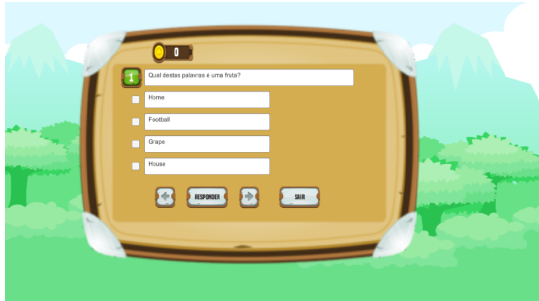 0
1 Qual destas palavras é uma fruta?
Home
Football
Grape
House
RESPONDER SAIR